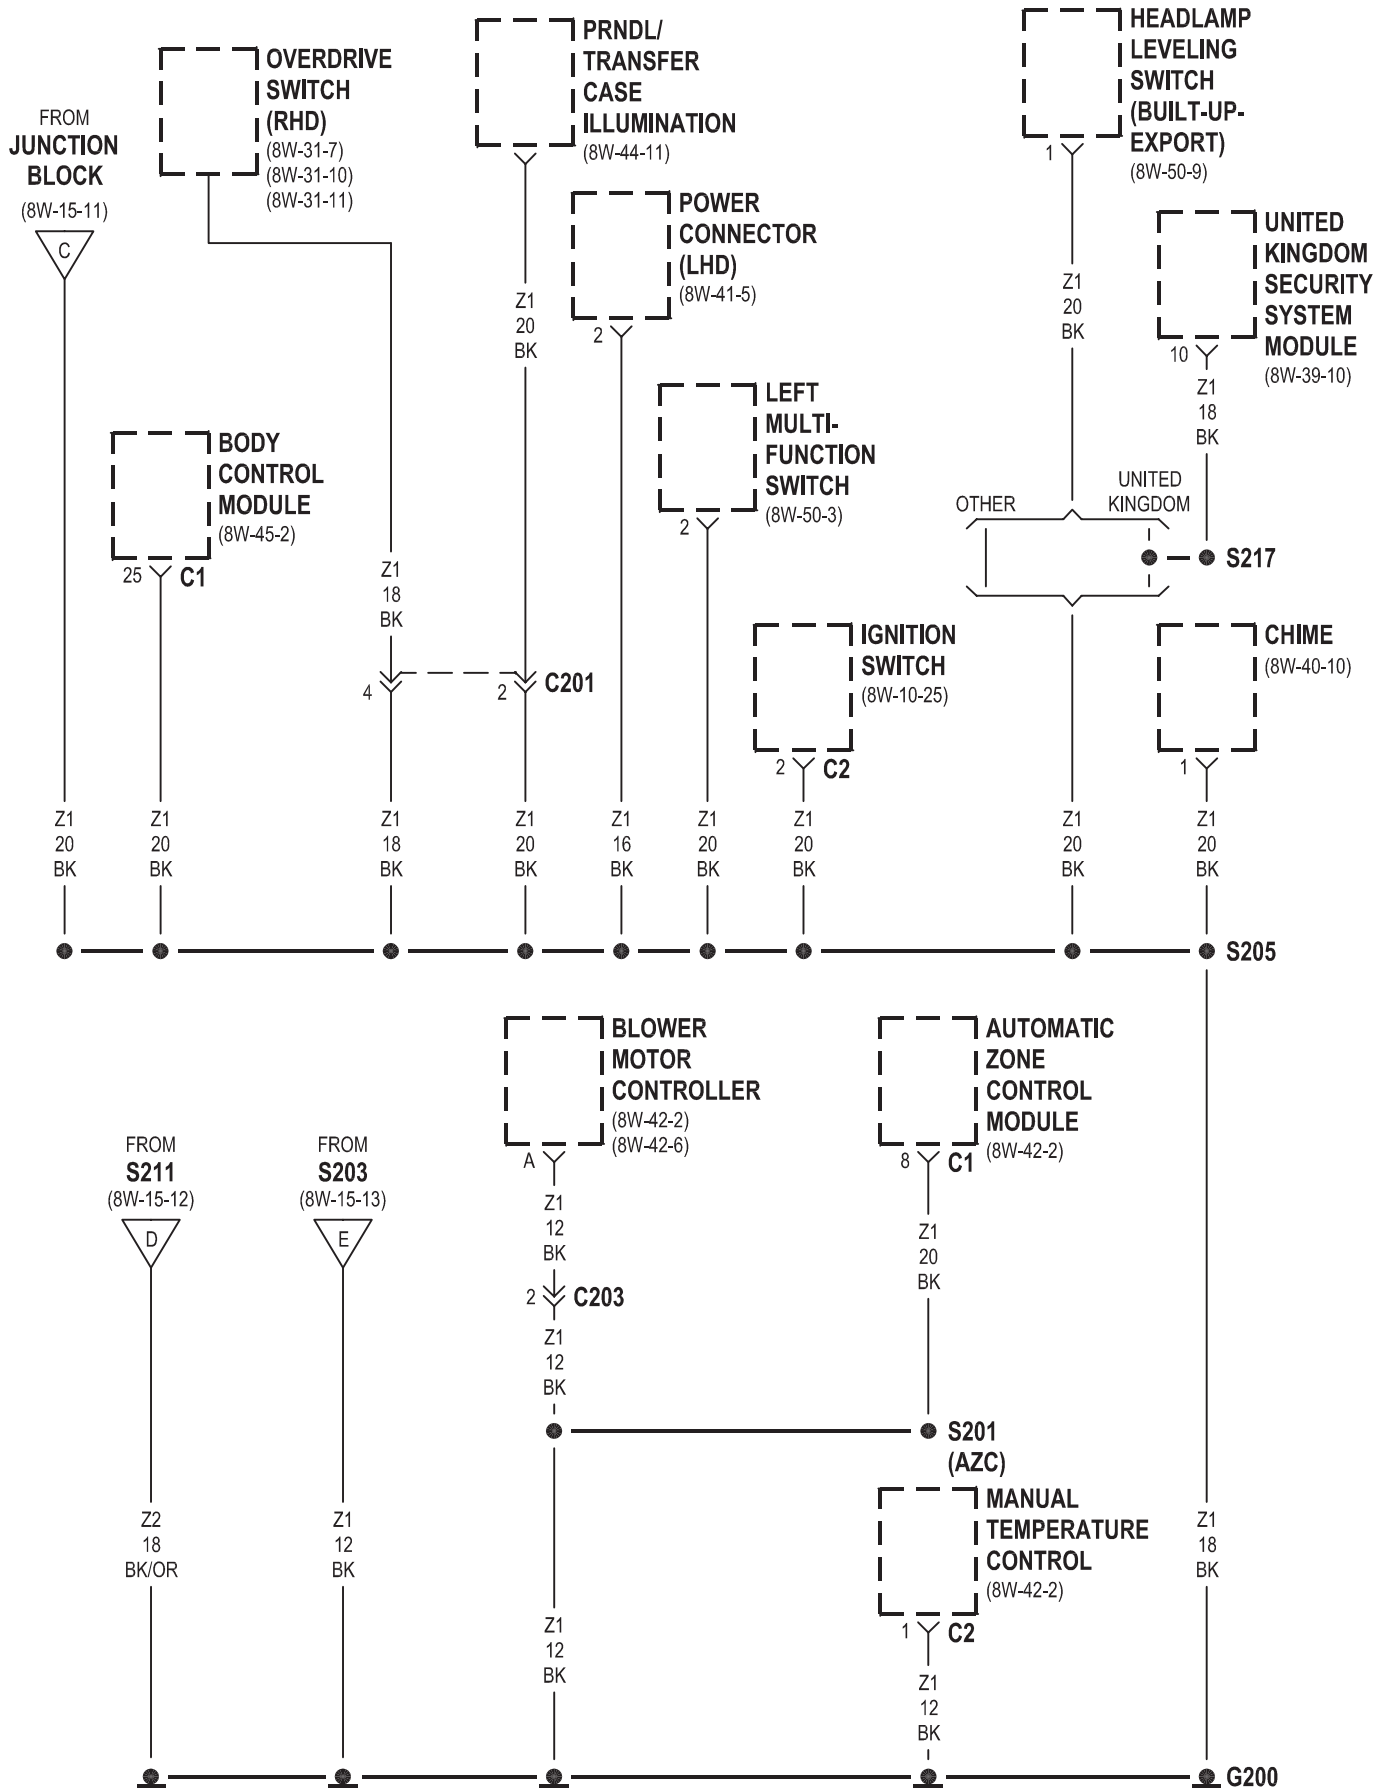 OVERDRIVE
SWITCH
(RHD)
(8W-31-7)
(8W-31-10)
(8W-31-11)
PRNDL/
TRANSFER
CASE
ILLUMINATION
(8W-44-11)
HEADLAMP
LEVELING
SWITCH
(BUILT-UP-
EXPORT)
(8W-50-9)
1
FROM
JUNCTION
BLOCK
(8W-15-11)
C
POWER
CONNECTOR
(LHD)
(8W-41-5)
2
UNITED
KINGDOM
SECURITY
SYSTEM
MODULE
(8W-39-10)
10
Z1
20
BK
Z1
20
BK
Z1
18
BK
LEFT
MULTI-
FUNCTION
SWITCH
(8W-50-3)
2
BODY
CONTROL
MODULE
(8W-45-2)
25
C1
OTHER
UNITED
KINGDOM
S217
Z1
18
BK
4
2
C201
IGNITION
SWITCH
(8W-10-25)
2
C2
CHIME
(8W-40-10)
1
Z1
20
BK
Z1
20
BK
Z1
18
BK
Z1
20
BK
Z1
16
BK
Z1
20
BK
Z1
20
BK
Z1
20
BK
Z1
20
BK
S205
BLOWER
MOTOR
CONTROLLER
(8W-42-2)
(8W-42-6)
A
AUTOMATIC
ZONE
CONTROL
MODULE
(8W-42-2)
8
C1
FROM
S211
(8W-15-12)
D
FROM
S203
(8W-15-13)
E
Z1
12
BK
Z1
20
BK
2
C203
Z1
12
BK
S201
(AZC)
MANUAL
TEMPERATURE
CONTROL
(8W-42-2)
1
C2
Z2
18
BK/OR
Z1
12
BK
Z1
18
BK
Z1
12
BK
Z1
12
BK
G200